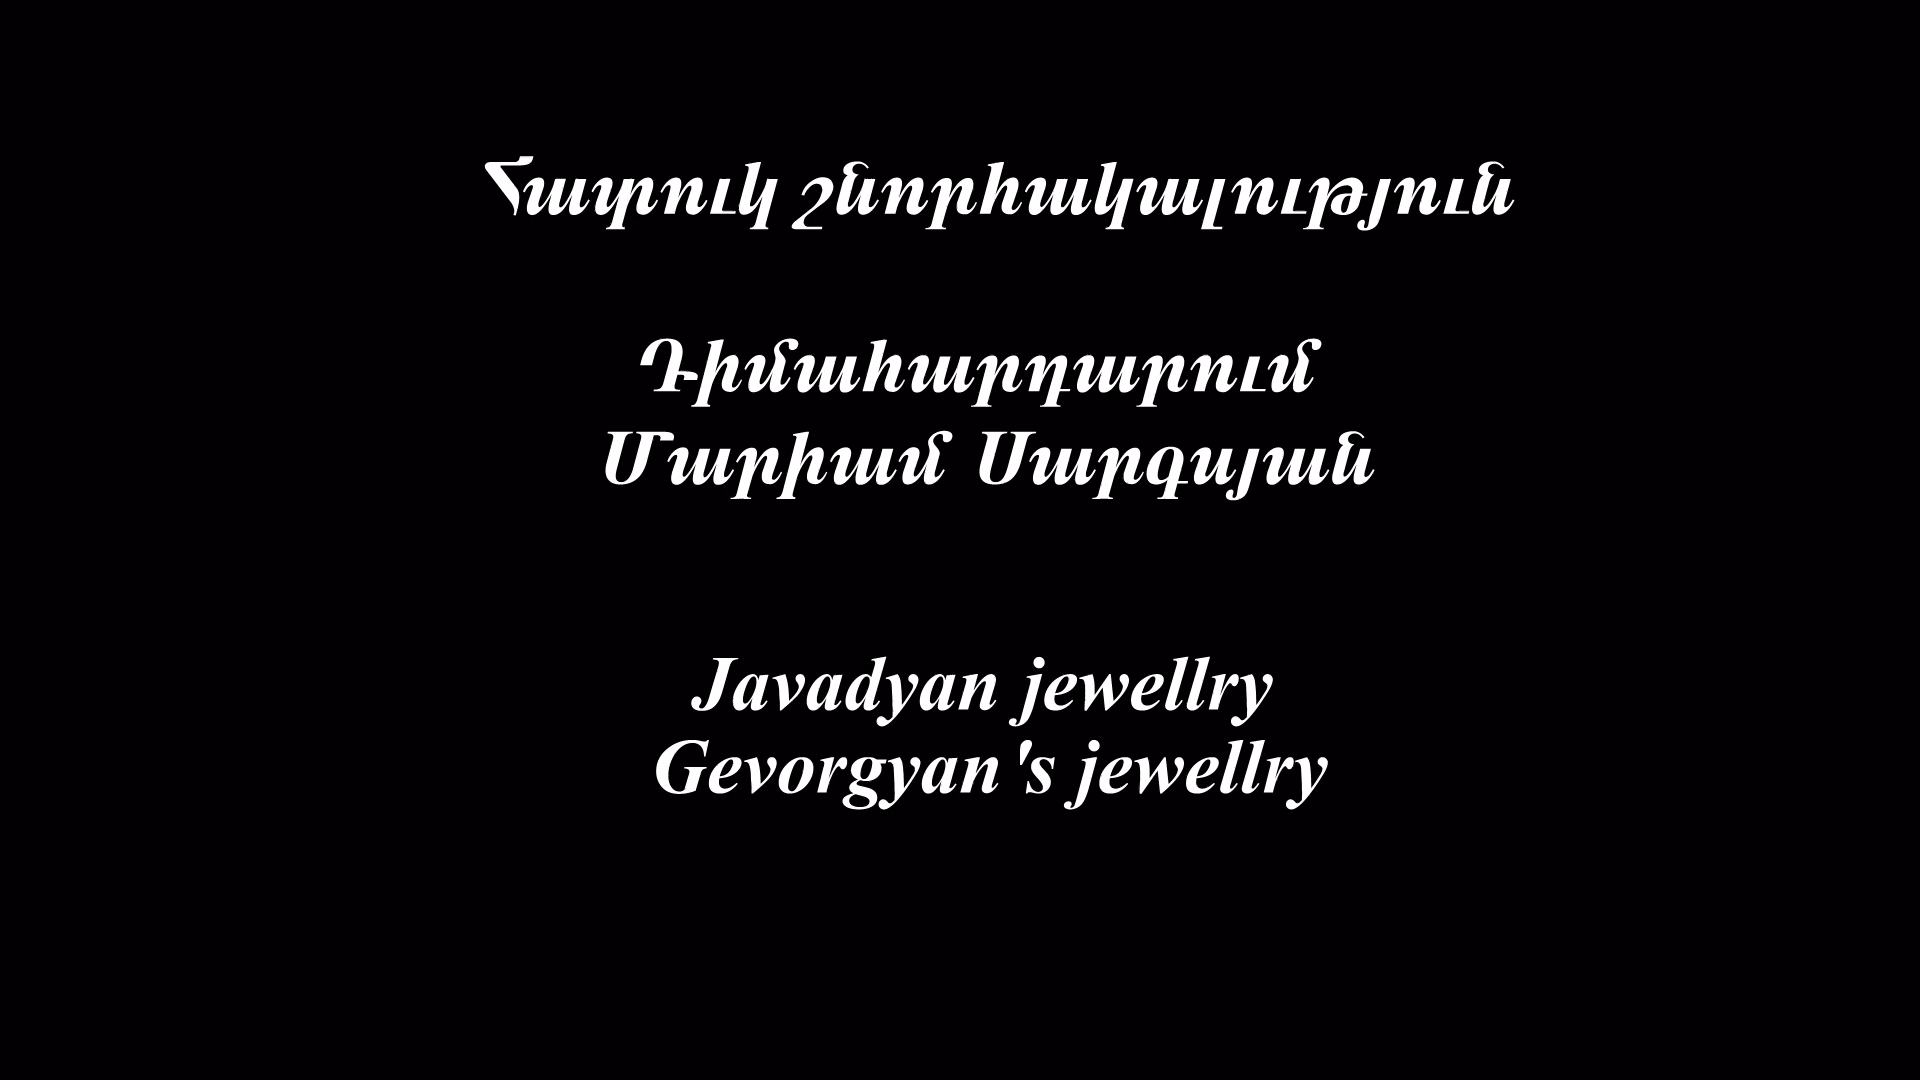 Հատուկ շնորհակալություն
Դիմահարդարում
Մարիամ Սարգսյան
Javadyan jewellry
Gevorgyan's jewellry